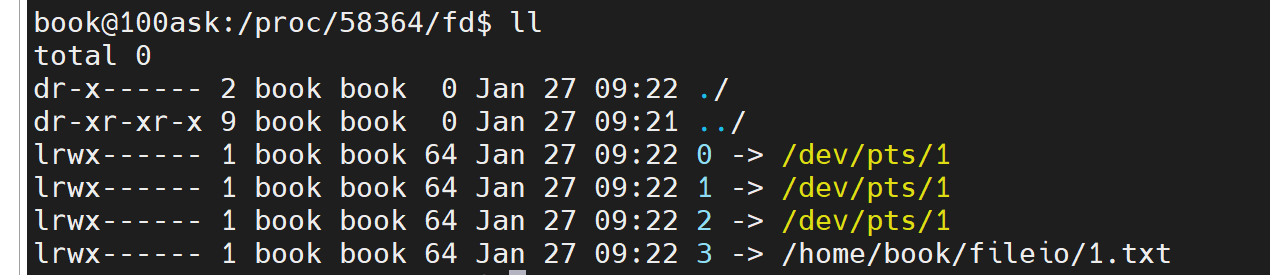 book@100ask:/proc/58364/fd$ ll
total 0
dr-x------ 2 book book  0 Jan 27 09:22 ./
dr-xr-xr-x 9 book book  0 Jan 27 09:21 ../
lrwx------ 1 book book 64 Jan 27 09:22 0 -> /dev/pts/1
lrwx------ 1 book book 64 Jan 27 09:22 1 -> /dev/pts/1
lrwx------ 1 book book 64 Jan 27 09:22 2 -> /dev/pts/1
lrwx------ 1 book book 64 Jan 27 09:22 3 -> /home/book/fileio/1.txt